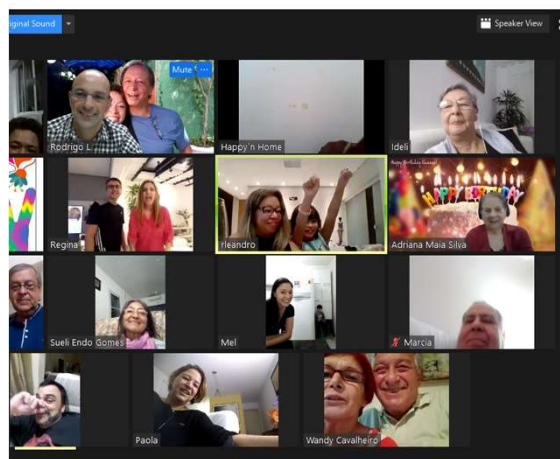 riginal Sound
Speaker View
Mute
Rodrigo L
Happy'n Home
Ideli
Regina
rleandro
HAPPY BIRTHDAY
Adriana Maia Silva
Sueli Endo Gomes
Mel
Marcia
Paola
Wandy Cavalheiro